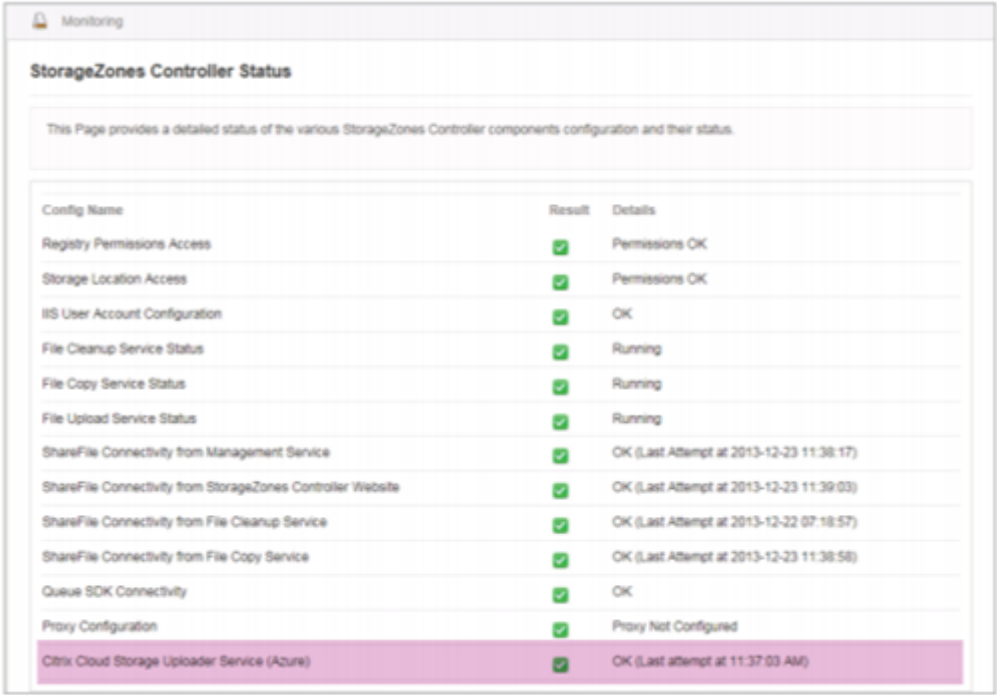 Monitoring
StorageZones Controller Status
This Page provides a detailed status of the various StorageZones Controller components configuration and their status.
Config Name Result Details
Registry Permissions Access Permissions OK
Storage Location Access Permissions OK
IIS User Account Configuration OK
File Cleanup Service Status Running
File Copy Service Status Running
File Upload Service Status Running
ShareFile Connectivity from Management Service OK (Last Attempt at 2013-12-23 11:38:17)
ShareFile Connectivity from StorageZones Controller Website OK (Last Attempt at 2013-12-23 11:39:03)
ShareFile Connectivity from File Cleanup Service OK (Last Attempt at 2013-12-22 07:18:57)
ShareFile Connectivity from File Copy Service OK (Last Attempt at 2013-12-23 11:38:58)
Queue SDK Connectivity OK
Proxy Configuration Proxy Not Configured
Citrix Cloud Storage Uploader Service (Azure) OK (Last attempt at 11:37:03 AM)